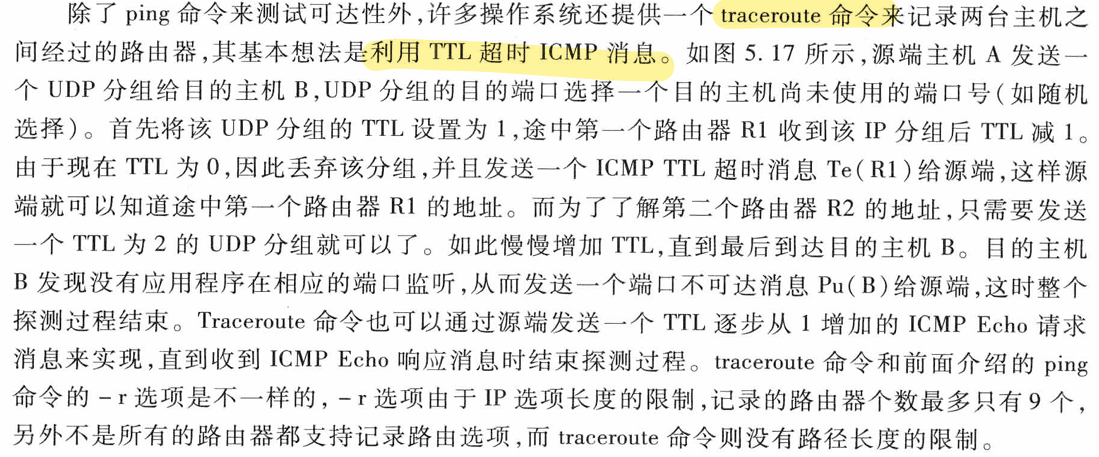 除了 ping 命令来测试可达性外,许多操作系统还提供一个 traceroute 命令来记录两台主机之
间经过的路由器,其基本想法是利用 TTL 超时 ICMP 消息。如图 5.17 所示,源端主机 A 发送一
个 UDP 分组给目的主机 B,UDP 分组的目的端口选择一个目的主机尚未使用的端口号(如随机
选择)。首先将该 UDP 分组的 TTL 设置为 1,途中第一个路由器 R1 收到该 IP 分组后 TTL 减 1。
由于现在 TTL 为 0,因此丢弃该分组,并且发送一个 ICMP TTL 超时消息 Te(R1)给源端,这样源
端就可以知道途中第一个路由器 R1 的地址。而为了了解第二个路由器 R2 的地址,只需要发送
一个 TTL 为 2 的 UDP 分组就可以了。如此慢慢增加 TTL,直到最后到达目的主机 B。目的主机
B 发现没有应用程序在相应的端口监听,从而发送一个端口不可达消息 Pu(B)给源端,这时整个
探测过程结束。Traceroute 命令也可以通过源端发送一个 TTL 逐步从 1 增加的 ICMP Echo 请求
消息来实现,直到收到 ICMP Echo 响应消息时结束探测过程。traceroute 命令和前面介绍的 ping
命令的 -r 选项是不一样的,-r 选项由于 IP 选项长度的限制,记录的路由器个数最多只有 9 个,
另外不是所有的路由器都支持记录路由选项,而 traceroute 命令则没有路径长度的限制。